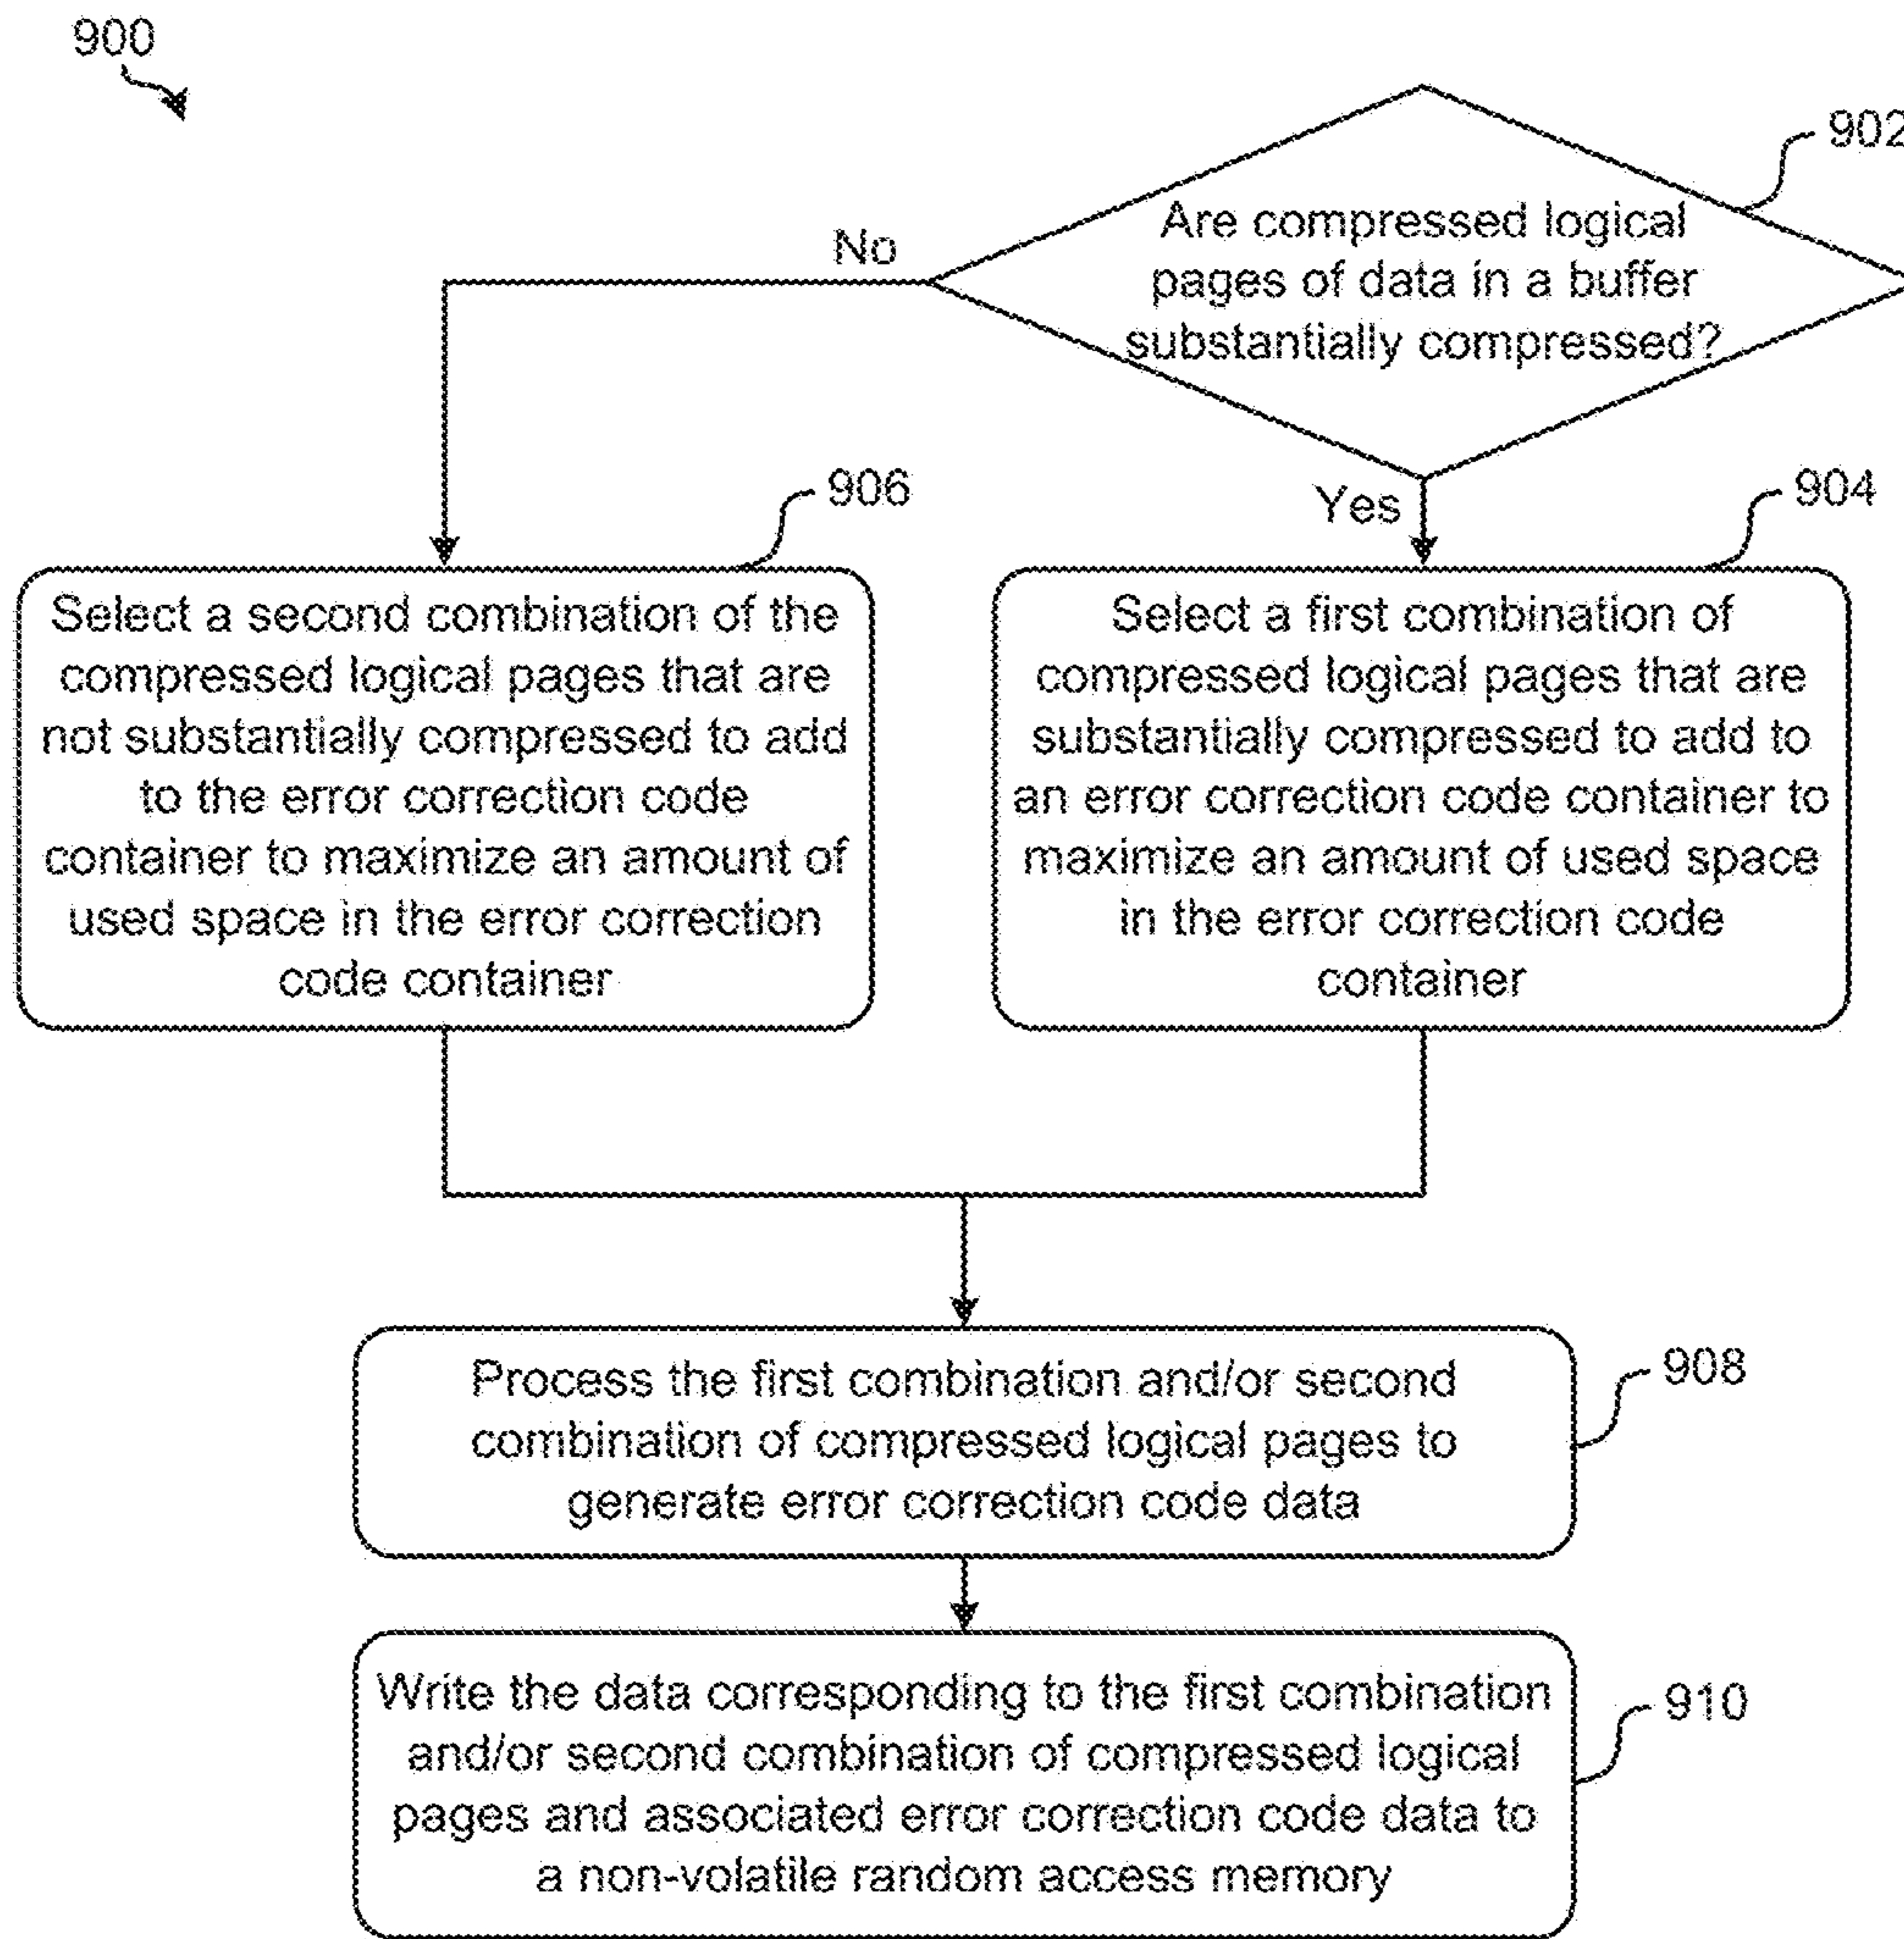 900
902
Are compressed logical
pages of data in a buffer
substantially compressed?
No
Yes
906
904
Select a second combination of the
compressed logical pages that are
not substantially compressed to add
to the error correction code
container to maximize an amount of
used space in the error correction
code container
Select a first combination of
compressed logical pages that are
substantially compressed to add to
an error correction code container to
maximize an amount of used space
in the error correction code
container
908
Process the first combination and/or second
combination of compressed logical pages to
generate error correction code data
910
Write the data corresponding to the first combination
and/or second combination of compressed logical
pages and associated error correction code data to
a non-volatile random access memory